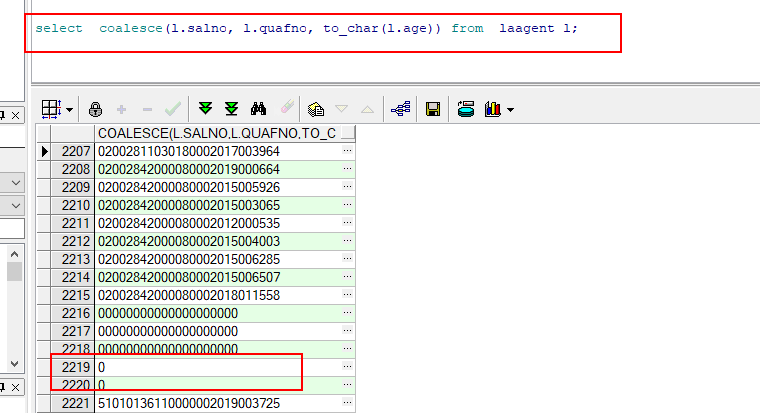 select  coalesce(l.salno, l.quafno, to_char(l.age)) from  laagent l;
COALESCE(L.SALNO,L.QUAFNO,TO_C
2207 02002811030180002017003964 ...
2208 02002842000080002019000664 ...
2209 02002842000080002015005926 ...
2210 02002842000080002015003065 ...
2211 02002842000080002012000535 ...
2212 02002842000080002015004003 ...
2213 02002842000080002015006285 ...
2214 02002842000080002015006507 ...
2215 02002842000080002018011558 ...
2216 00000000000000000000 ...
2217 00000000000000000000 ...
2218 00000000000000000000 ...
2219 0 ...
2220 0 ...
2221 51010136110000002019003725 ...